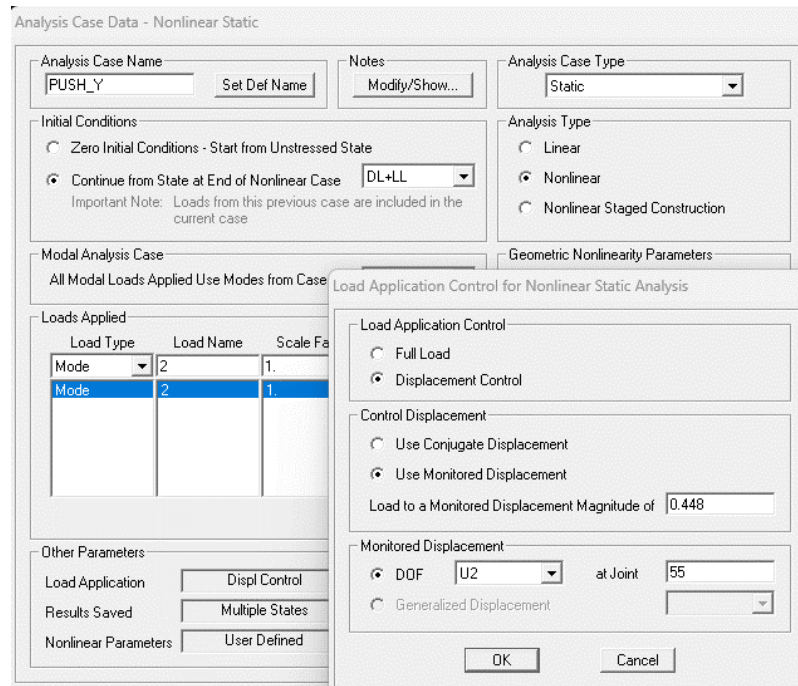 Analysis Case Data - Nonlinear Static
Analysis Case Name
PUSH_Y
Set Def Name
Notes
Modify/Show...
Analysis Case Type
Static
Initial Conditions
Zero Initial Conditions - Start from Unstressed State
Continue from State at End of Nonlinear Case
DL+LL
Important Note: Loads from this previous case are included in the
current case
Analysis Type
Linear
Nonlinear
Nonlinear Staged Construction
Modal Analysis Case
All Modal Loads Applied Use Modes from Case
Geometric Nonlinearity Parameters
Loads Applied
Load Type Load Name Scale Fa
Mode 2 1.
Mode 2 1.
Other Parameters
Load Application Displ Control
Results Saved Multiple States
Nonlinear Parameters User Defined
Load Application Control for Nonlinear Static Analysis
Load Application Control
Full Load
Displacement Control
Control Displacement
Use Conjugate Displacement
Use Monitored Displacement
Load to a Monitored Displacement Magnitude of 0.448
Monitored Displacement
DOF U2 at Joint 55
Generalized Displacement
OK Cancel